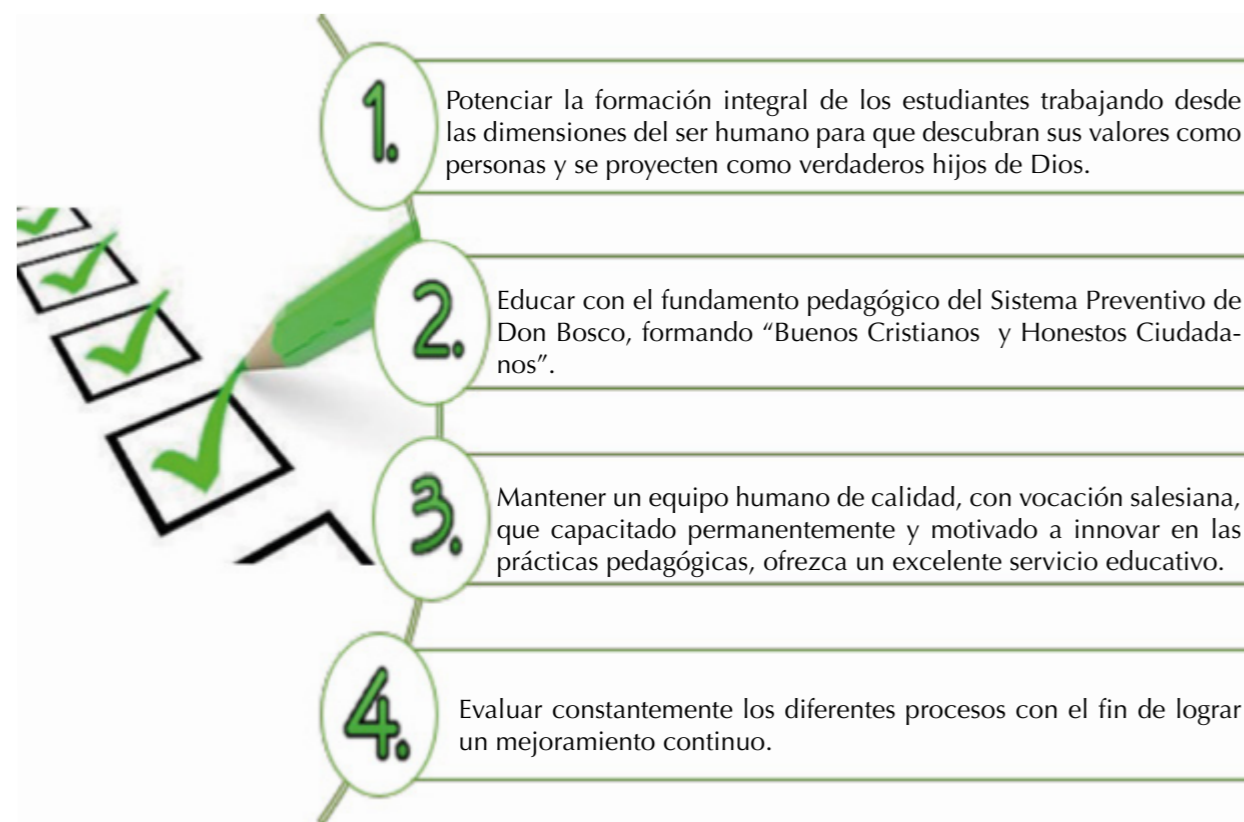 1.
Potenciar la formación integral de los estudiantes trabajando desde
las dimensiones del ser humano para que descubran sus valores como
personas y se proyecten como verdaderos hijos de Dios.
2.
Educar con el fundamento pedagógico del Sistema Preventivo de
Don Bosco, formando “Buenos Cristianos  y Honestos Ciudada-
nos”.
3.
Mantener un equipo humano de calidad, con vocación salesiana,
que capacitado permanentemente y motivado a innovar en las
prácticas pedagógicas, ofrezca un excelente servicio educativo.
4.
Evaluar constantemente los diferentes procesos con el fin de lograr
un mejoramiento continuo.